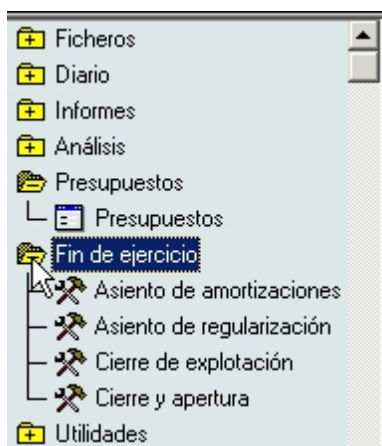 Ficheros
Diario
Informes
Análisis
Presupuestos
Presupuestos
Fin de ejercicio
Asiento de amortizaciones
Asiento de regularización
Cierre de explotación
Cierre y apertura
Utilidades